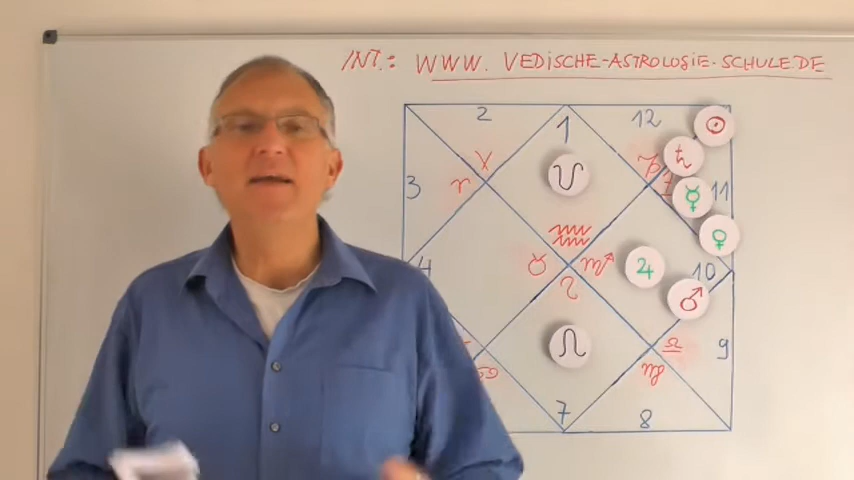 INT.: WWW. VEDISCHE-ASTROLOGIE-SCHULE.DE
2 1 12 ☉
3 ♈ ♓ ☋ ♑ ♄
♐ ☿ 11
♒ ♀
4 ♉ ♏ ♃ 10
♌ ♂
☊ ♎ 9
♋ ♍
7 8